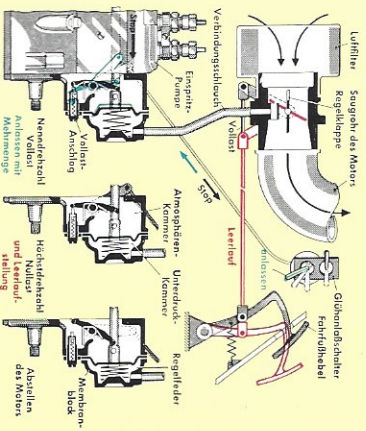 Luftfilter
Saugrohr des Motors
Regelklappe
Verbindungsschlauch
Vollast
Leerlauf
anlassen
Glühanlaßschalter
Fahrfußhebel
Stop
Stop
Einspritz-
Pumpe
Vollast-
Anschlag
Atmosphären-
Kammer
Unterdruck-
Kammer
Regelfeder
Membran-
block
Nenndrehzahl
Vollast
Anlassen mit
Mehrmenge
Höchstdrehzahl
Nullast
und Leerlauf-
stellung
Abstellen
des Motors